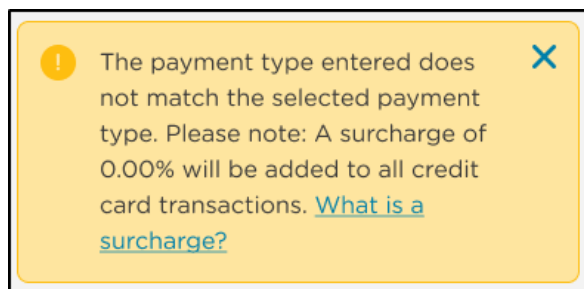 The payment type entered does
not match the selected payment
type. Please note: A surcharge of
0.00% will be added to all credit
card transactions. What is a
surcharge?